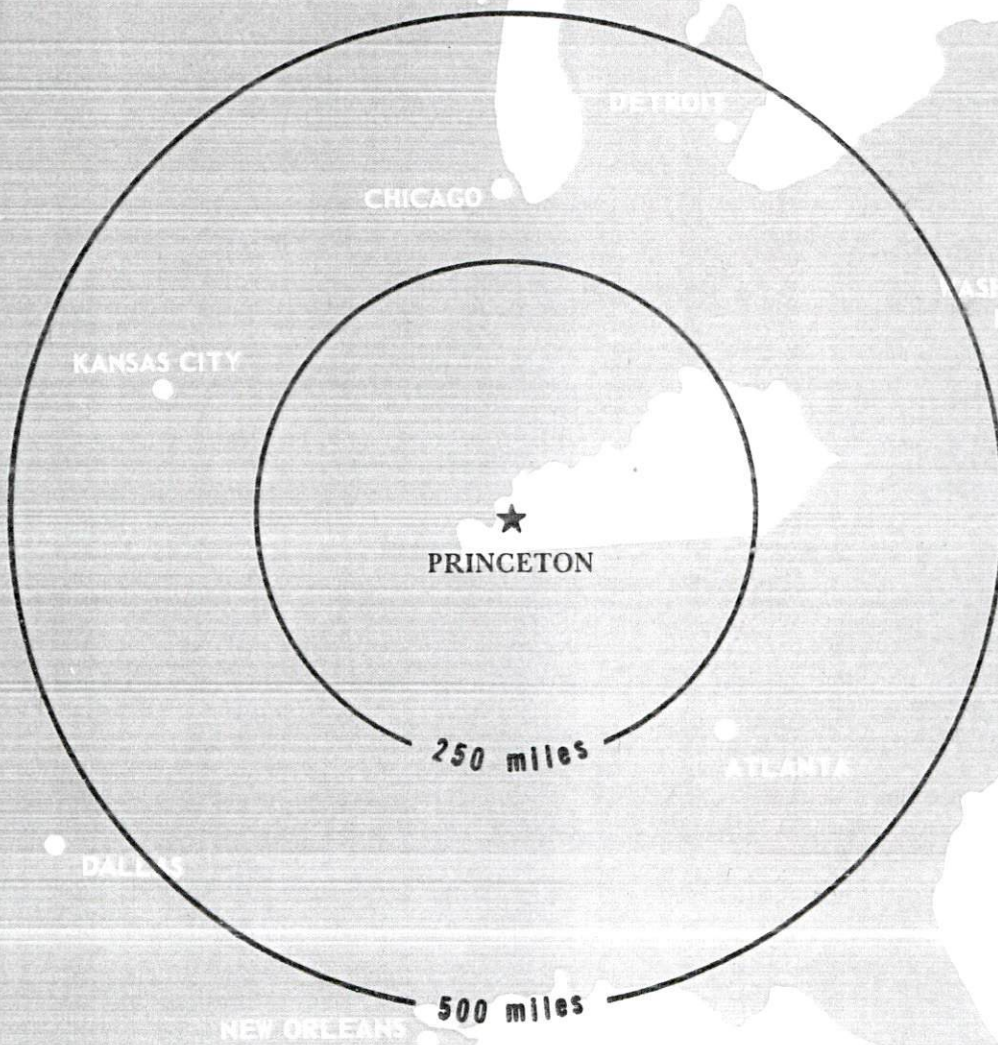 DETROIT
CHICAGO
KANSAS CITY
PRINCETON
250 miles
ATLANTA
DALLAS
500 miles
NEW ORLEANS